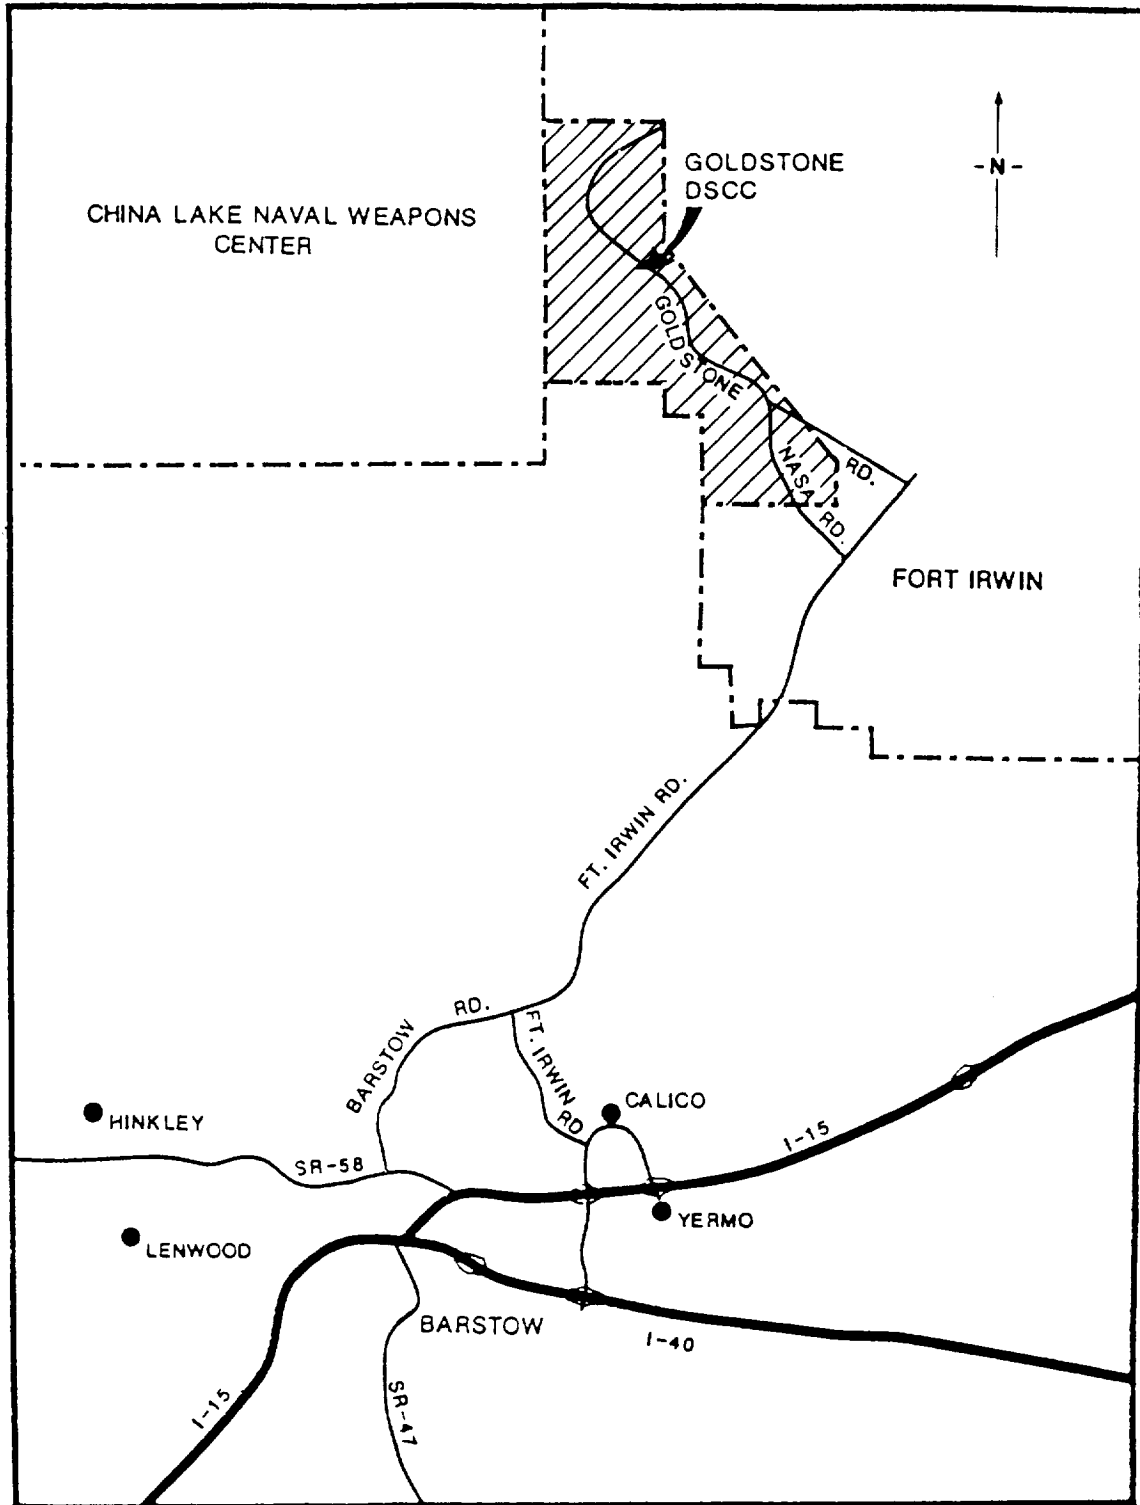 GOLDSTONE
DSCC
-N-
CHINA LAKE NAVAL WEAPONS
CENTER
GOLDSTONE
RD.
NASA RD.
FORT IRWIN
FT. IRWIN RD.
BARSTOW RD.
FT. IRWIN RD
CALICO
HINKLEY
I-15
SR-58
YERMO
LENWOOD
BARSTOW
I-40
I-15
SR-47